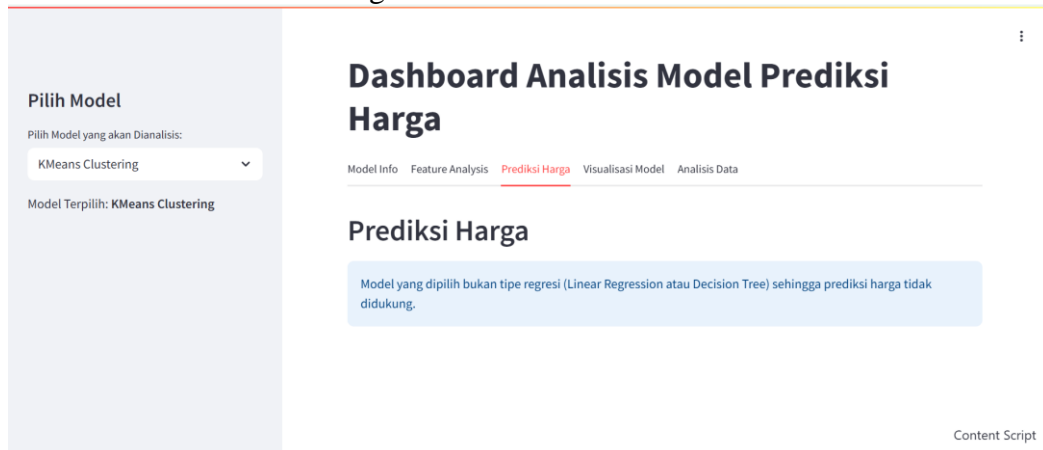 Pilih Model
Pilih Model yang akan Dianalisis:
KMeans Clustering
Model Terpilih: KMeans Clustering
Dashboard Analisis Model Prediksi
Harga
Model Info Feature Analysis Prediksi Harga Visualisasi Model Analisis Data
Prediksi Harga
Model yang dipilih bukan tipe regresi (Linear Regression atau Decision Tree) sehingga prediksi harga tidak
didukung.
Content Script